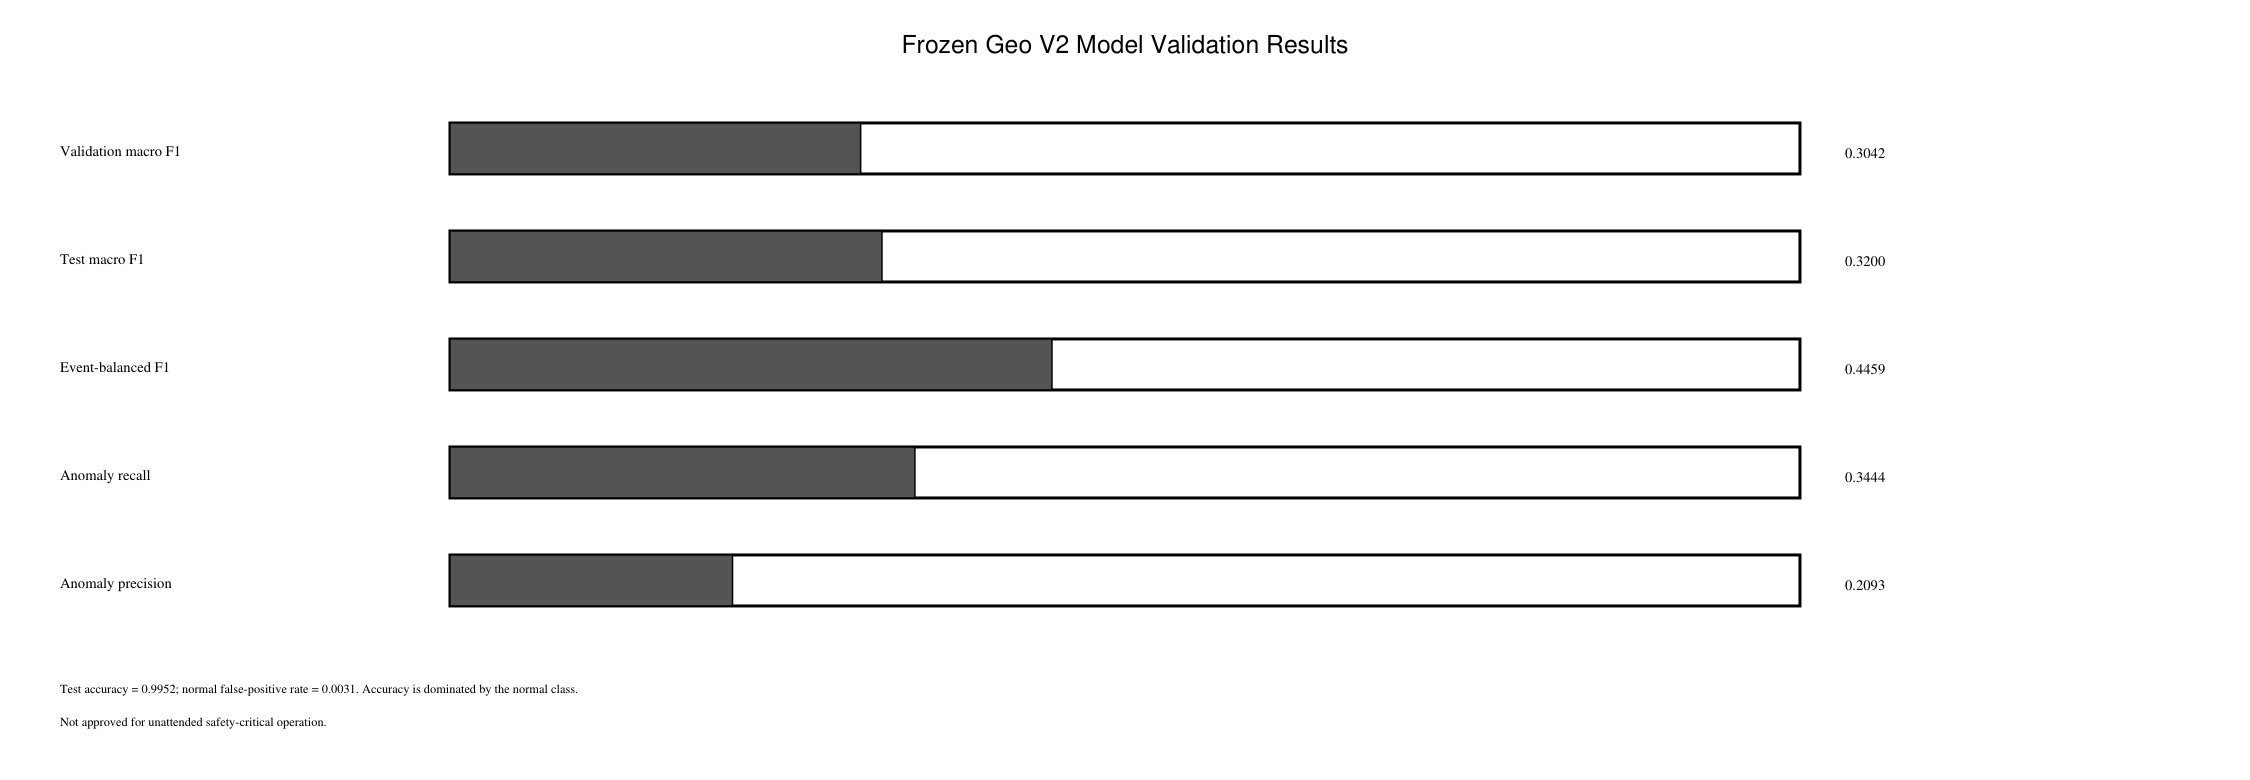 Frozen Geo V2 Model Validation Results
Validation macro F1 0.3042
Test macro F1 0.3200
Event-balanced F1 0.4459
Anomaly recall 0.3444
Anomaly precision 0.2093
Test accuracy = 0.9952; normal false-positive rate = 0.0031. Accuracy is dominated by the normal class.
Not approved for unattended safety-critical operation.